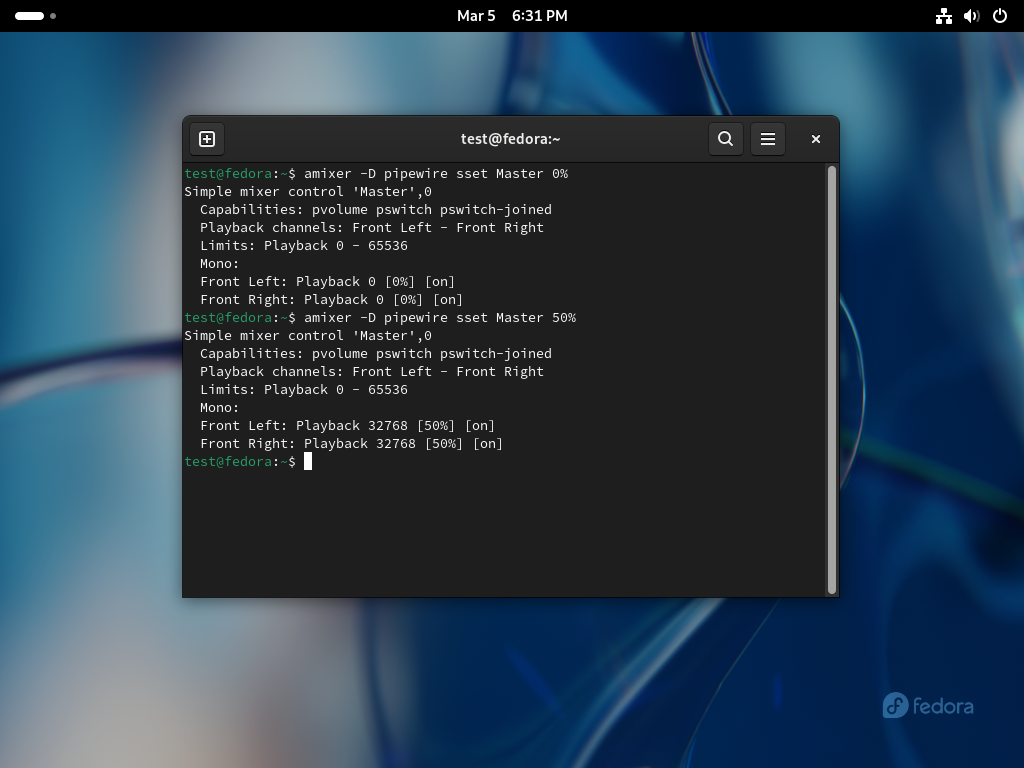 Mar 5 6:31 PM
test@fedora:~
test@fedora:~$ amixer -D pipewire sset Master 0%
Simple mixer control 'Master',0
  Capabilities: pvolume pswitch pswitch-joined
  Playback channels: Front Left - Front Right
  Limits: Playback 0 - 65536
  Mono:
  Front Left: Playback 0 [0%] [on]
  Front Right: Playback 0 [0%] [on]
test@fedora:~$ amixer -D pipewire sset Master 50%
Simple mixer control 'Master',0
  Capabilities: pvolume pswitch pswitch-joined
  Playback channels: Front Left - Front Right
  Limits: Playback 0 - 65536
  Mono:
  Front Left: Playback 32768 [50%] [on]
  Front Right: Playback 32768 [50%] [on]
test@fedora:~$
fedora